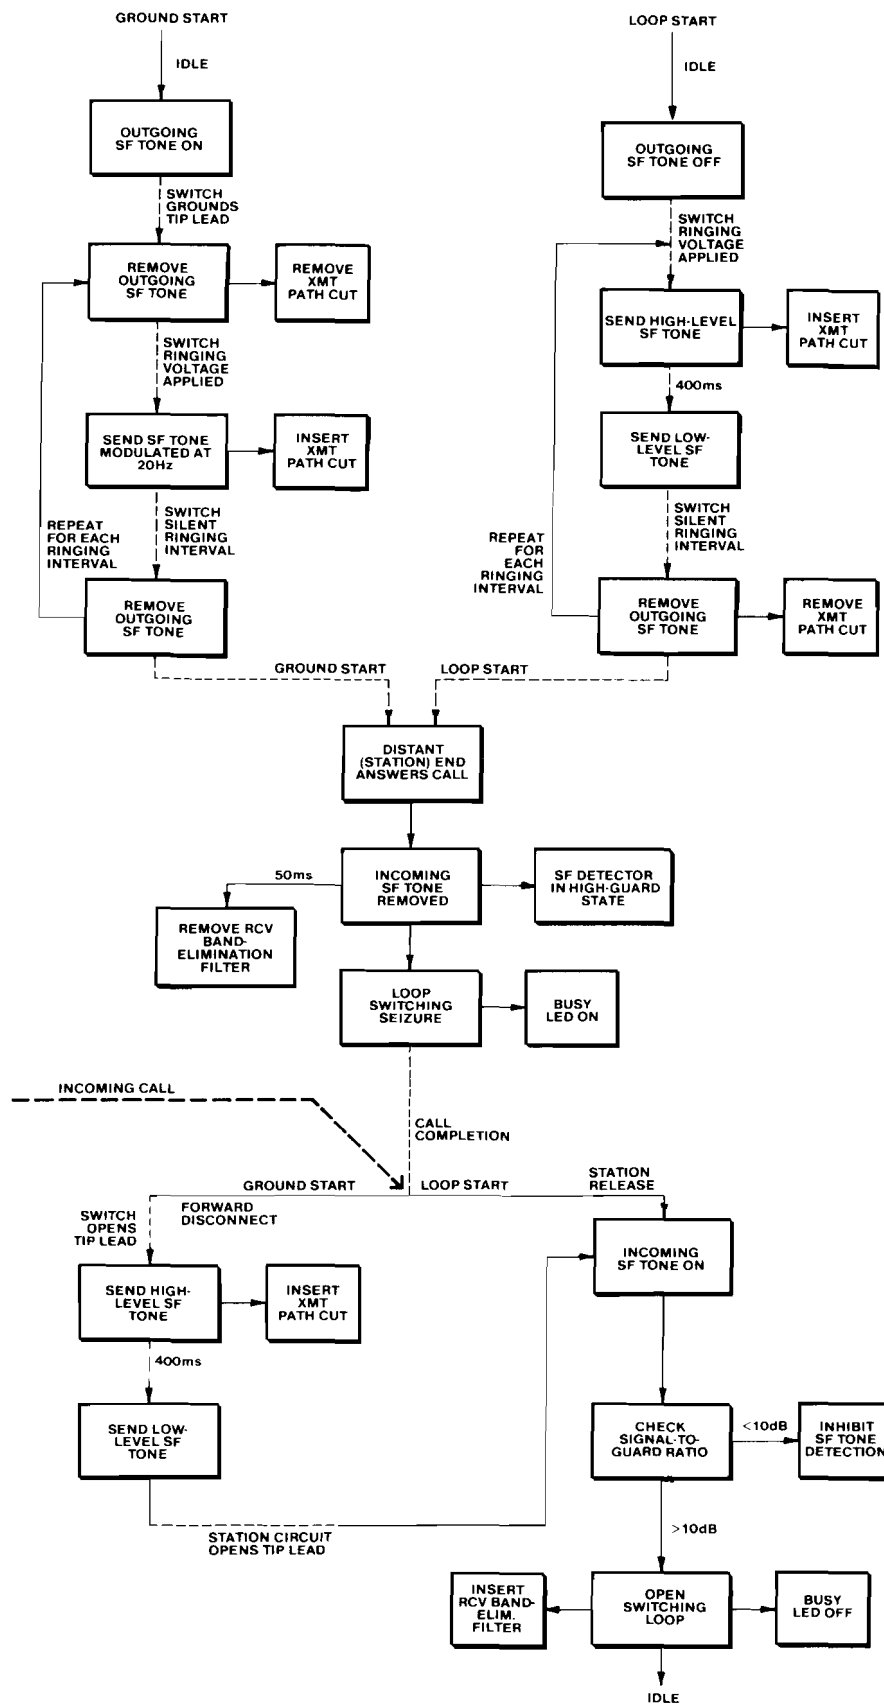 GROUND START
IDLE
OUTGOING
SF TONE ON
SWITCH
GROUNDS
TIP LEAD
REMOVE
OUTGOING
SF TONE
REMOVE
XMT
PATH CUT
SWITCH
RINGING
VOLTAGE
APPLIED
SEND SF TONE
MODULATED AT
20Hz
INSERT
XMT
PATH CUT
REPEAT
FOR EACH
RINGING
INTERVAL
SWITCH
SILENT
RINGING
INTERVAL
REMOVE
OUTGOING
SF TONE
LOOP START
IDLE
OUTGOING
SF TONE OFF
SWITCH
RINGING
VOLTAGE
APPLIED
SEND HIGH-LEVEL
SF TONE
INSERT
XMT
PATH CUT
400ms
SEND LOW-
LEVEL SF
TONE
SWITCH
SILENT
RINGING
INTERVAL
REPEAT
FOR
EACH
RINGING
INTERVAL
REMOVE
OUTGOING
SF TONE
REMOVE
XMT
PATH CUT
GROUND START
LOOP START
DISTANT
(STATION) END
ANSWERS CALL
50ms
INCOMING
SF TONE
REMOVED
SF DETECTOR
IN HIGH-GUARD
STATE
REMOVE RCV
BAND-
ELIMINATION
FILTER
LOOP
SWITCHING
SEIZURE
BUSY
LED ON
INCOMING CALL
CALL
COMPLETION
GROUND START
LOOP START
STATION
RELEASE
SWITCH
OPENS
TIP LEAD
FORWARD
DISCONNECT
SEND HIGH-
LEVEL SF
TONE
INSERT
XMT
PATH CUT
INCOMING
SF TONE ON
400ms
SEND LOW-
LEVEL SF
TONE
CHECK
SIGNAL-TO-
GUARD RATIO
<10dB
INHIBIT
SF TONE
DETECTION
STATION CIRCUIT
OPENS TIP LEAD
>10dB
INSERT
RCV BAND-
ELIM.
FILTER
OPEN
SWITCHING
LOOP
BUSY
LED OFF
IDLE